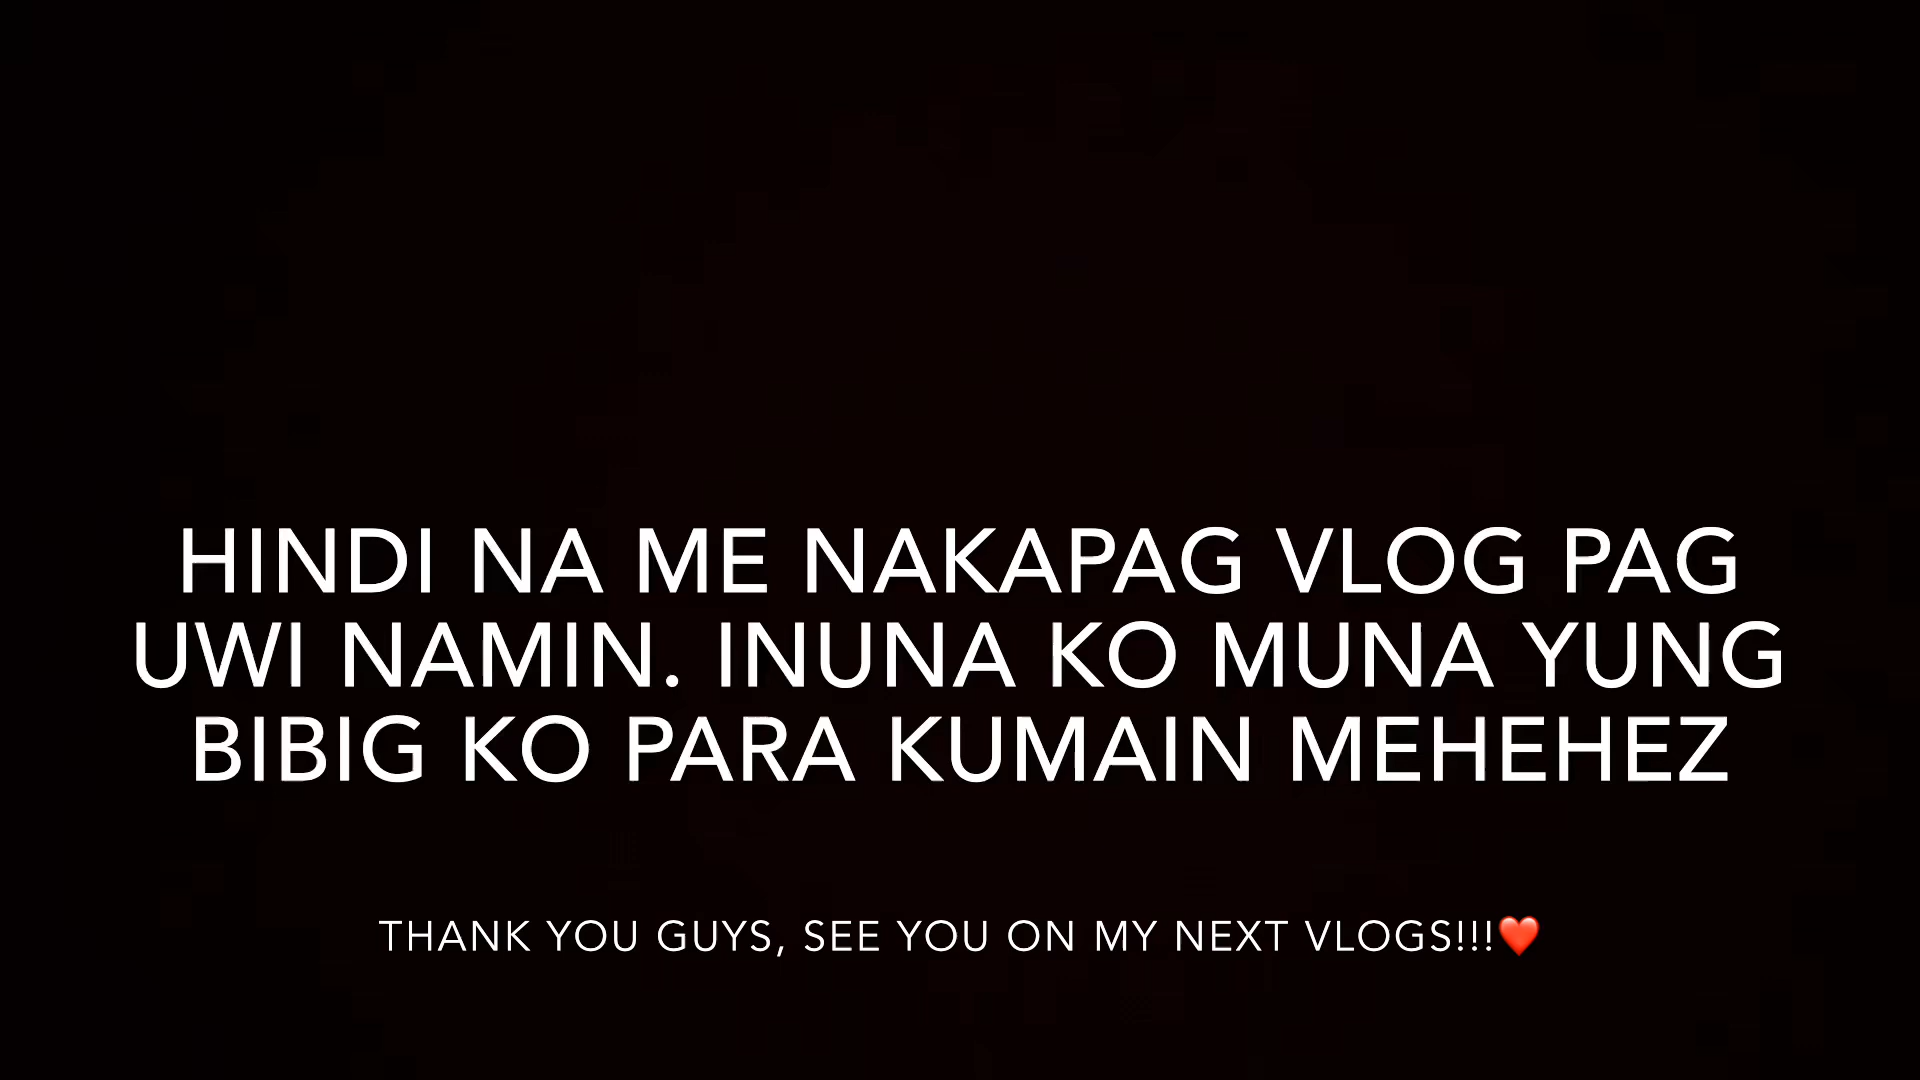 HINDI NA ME NAKAPAG VLOG PAG
UWI NAMIN. INUNA KO MUNA YUNG
BIBIG KO PARA KUMAIN MEHEHEZ
THANK YOU GUYS, SEE YOU ON MY NEXT VLOGS!!!❤️